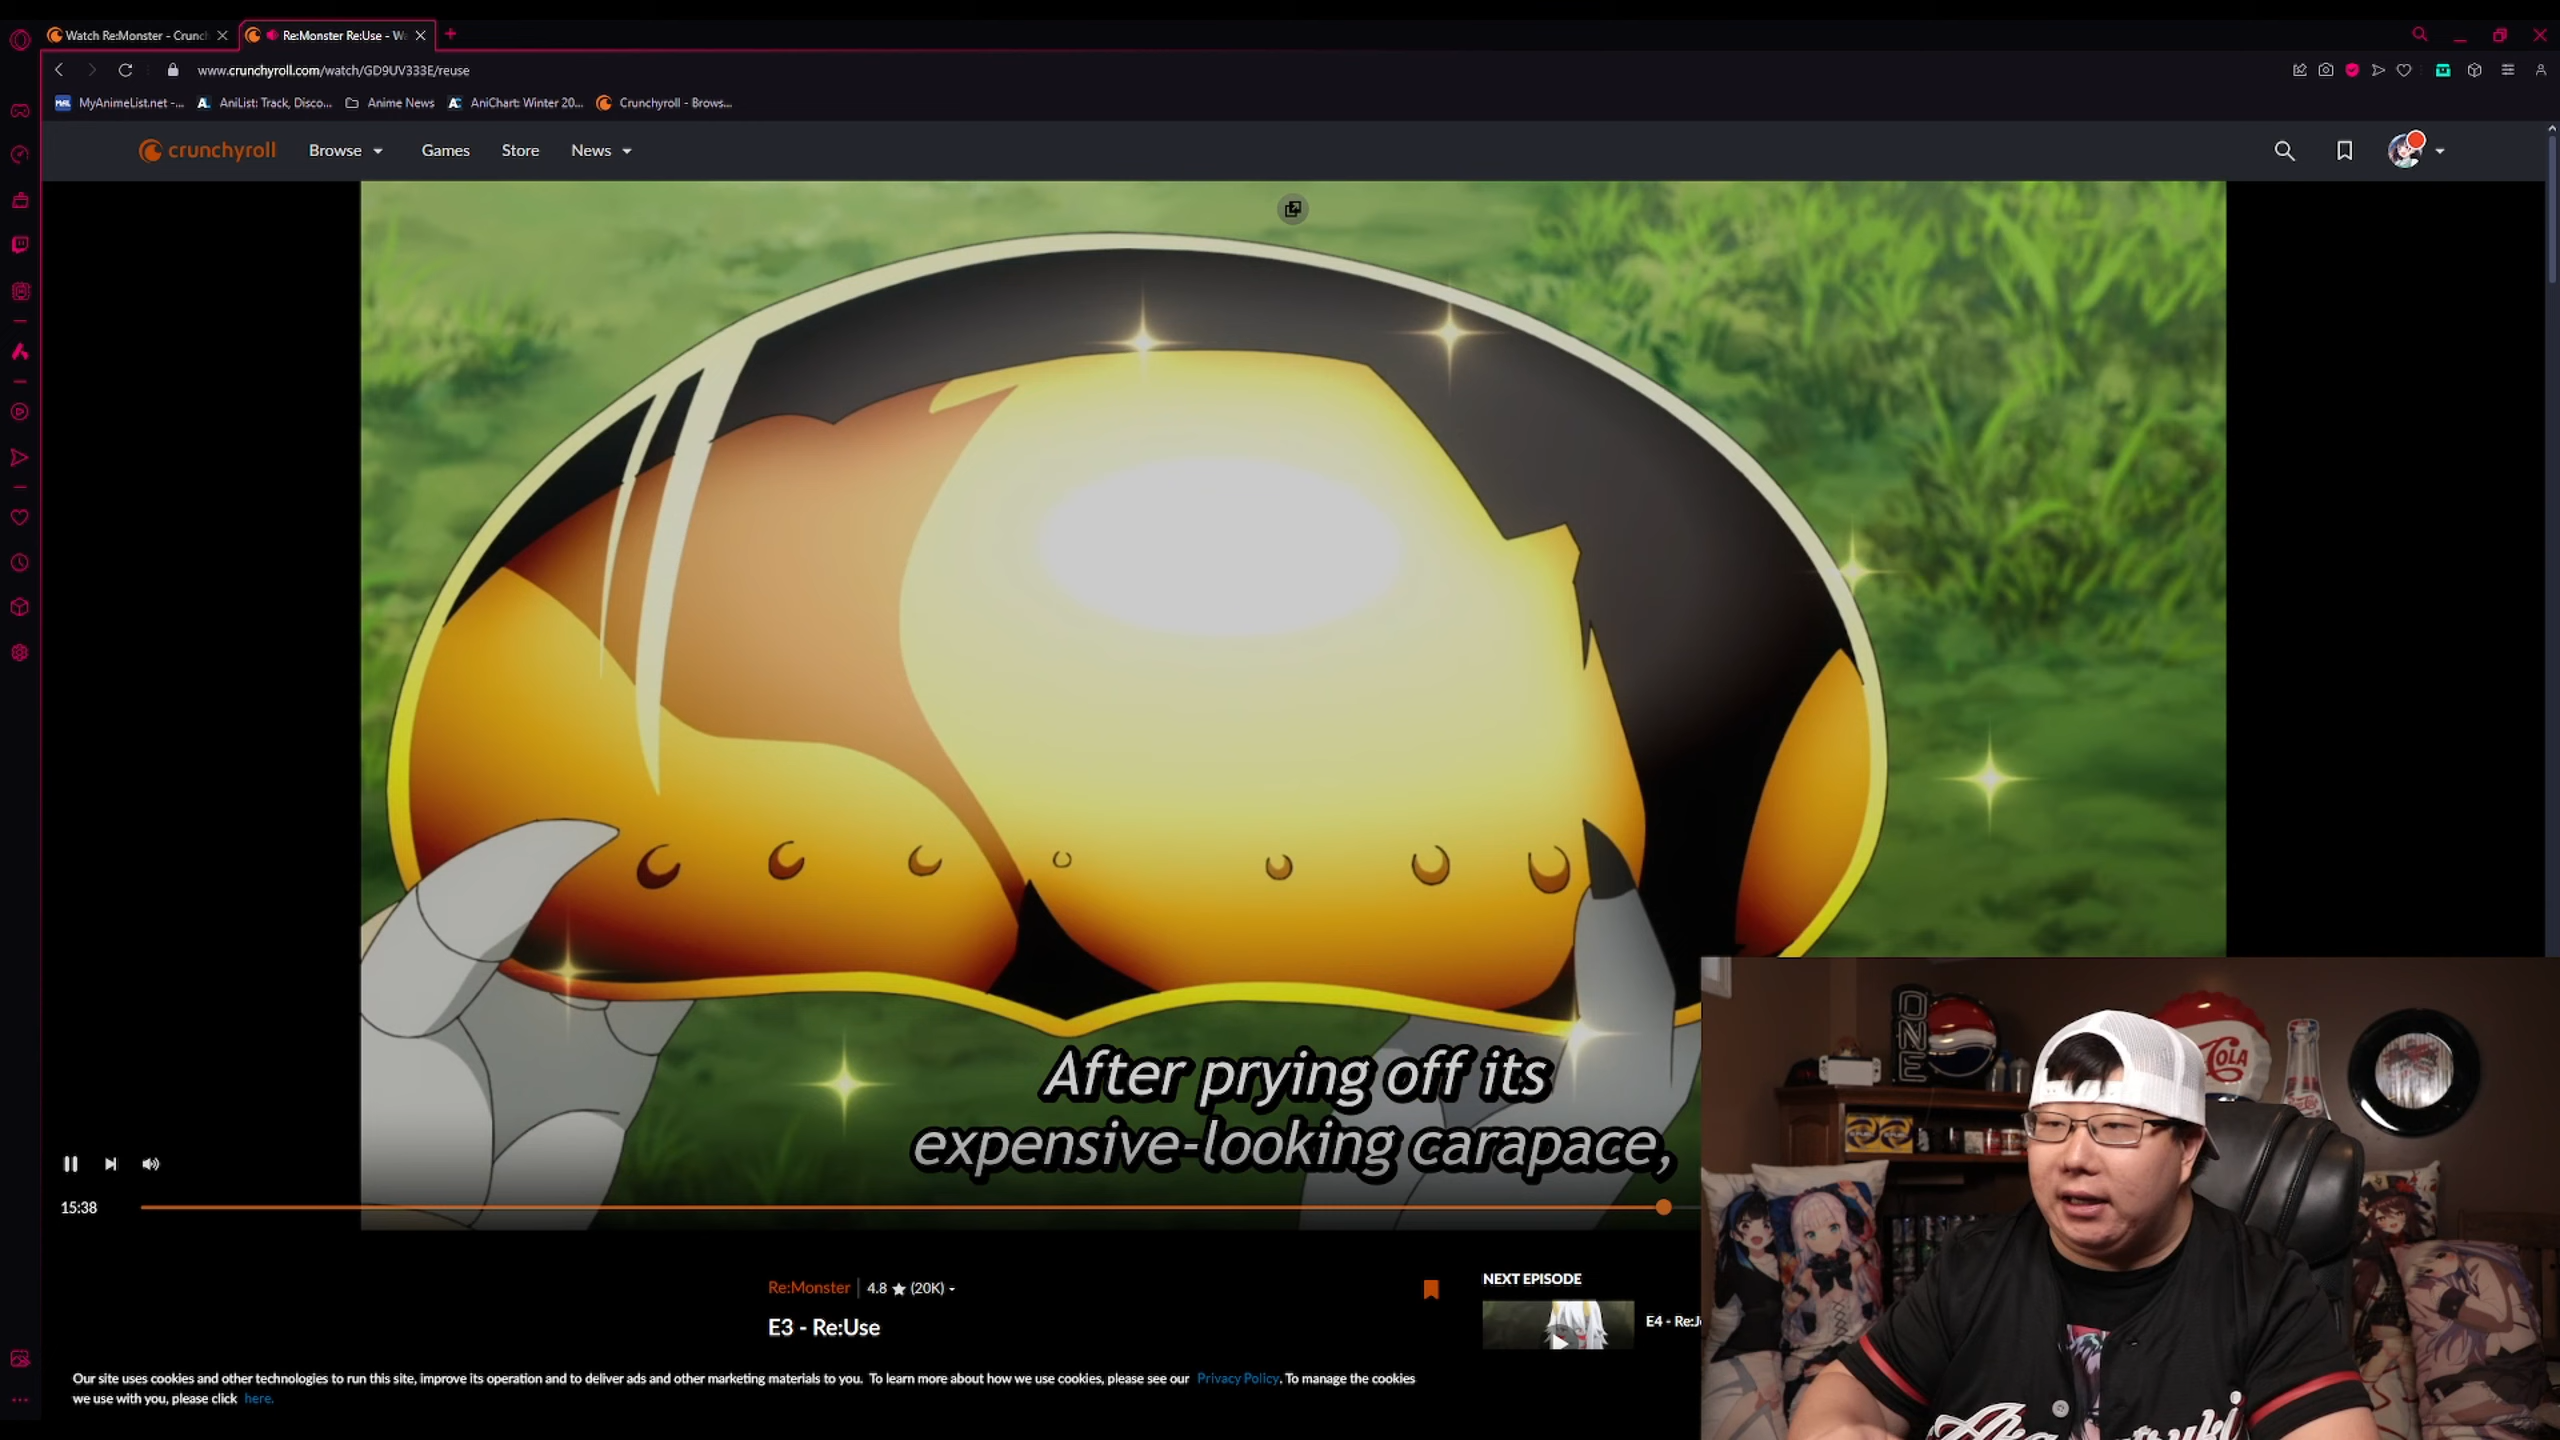 Watch Re:Monster - Crunch
Re:Monster Re:Use - Wa
www.crunchyroll.com/watch/GD9UV333E/reuse
MyAnimeList.net -...
AniList: Track, Disco...
Anime News
AniChart: Winter 20...
Crunchyroll - Brows...
crunchyroll
Browse
Games
Store
News
After prying off its
expensive-looking carapace,
15:38
Re:Monster
4.8 ★ (20K)
NEXT EPISODE
E3 - Re:Use
E4 - Re:J
Our site uses cookies and other technologies to run this site, improve its operation and to deliver ads and other marketing materials to you. To learn more about how we use cookies, please see our Privacy Policy. To manage the cookies
we use with you, please click here.
ONE
COLA